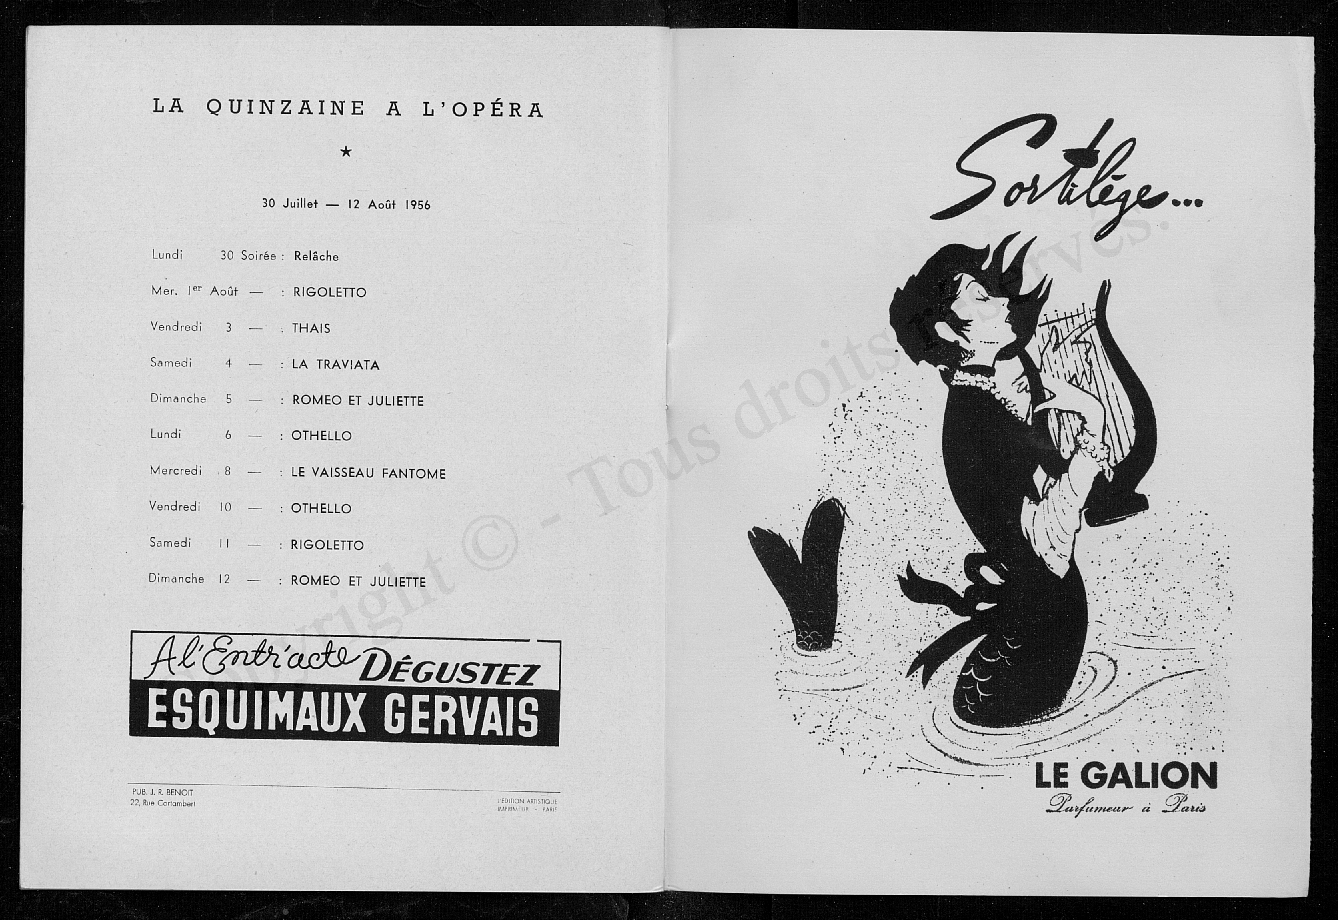 LA QUINZAINE A L'OPÉRA
★
30 Juillet — 12 Août 1956
Lundi 30 Soirée : Relâche
Mer. 1er Août — : RIGOLETTO
Vendredi 3 — : THAIS
Samedi 4 — : LA TRAVIATA
Dimanche 5 — : ROMEO ET JULIETTE
Lundi 6 — : OTHELLO
Mercredi 8 — : LE VAISSEAU FANTOME
Vendredi 10 — : OTHELLO
Samedi 11 — : RIGOLETTO
Dimanche 12 — : ROMEO ET JULIETTE
A l'Entr'acte DÉGUSTEZ
ESQUIMAUX GERVAIS
PUB. J. R. BENOIT
22, Rue Cortambert
L'ÉDITION ARTISTIQUE
IMPRIMEUR - PARIS
Sortilège...
LE GALION
Parfumeur à Paris
Copyright © - Tous droits réservés.